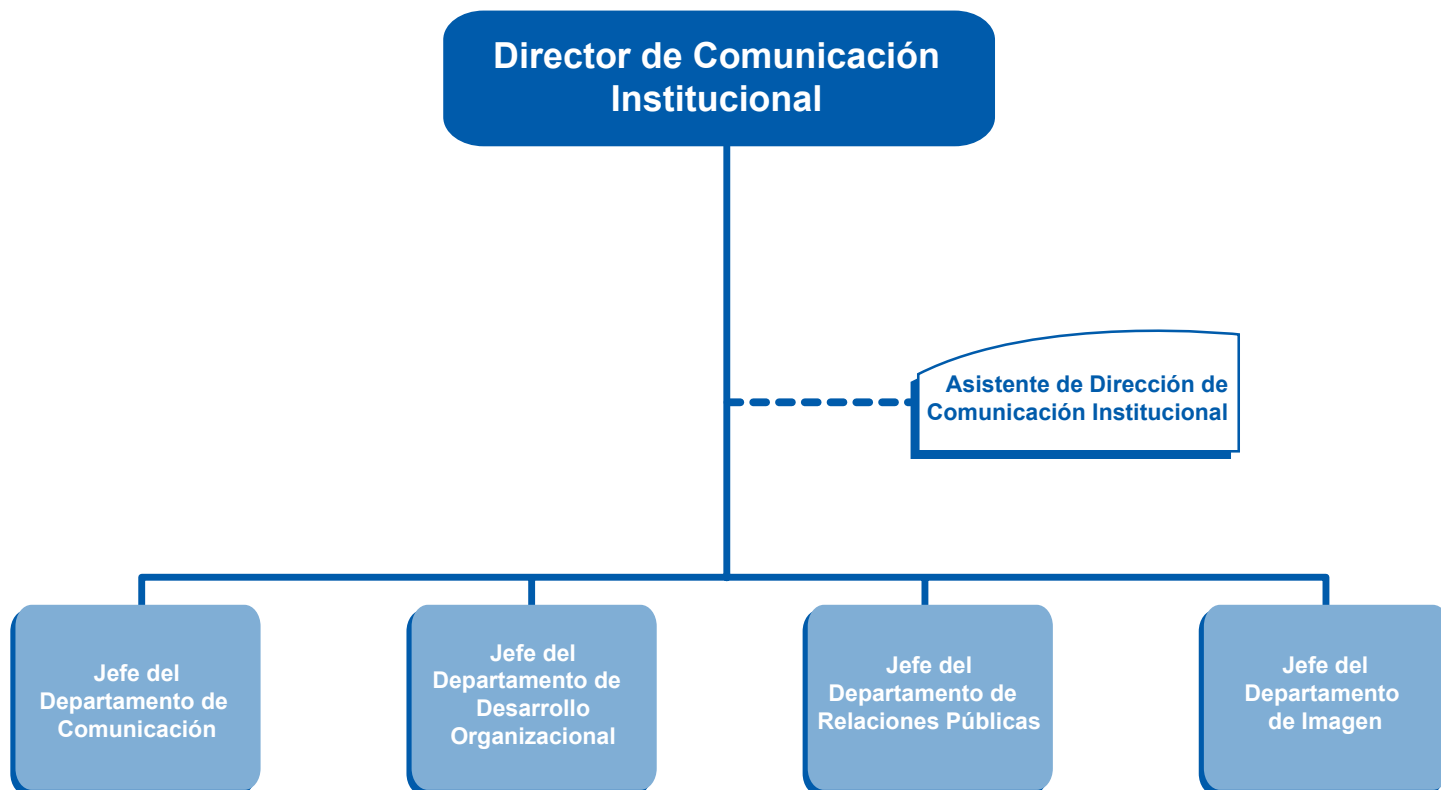 Director de Comunicación
Institucional
Asistente de Dirección de
Comunicación Institucional
Jefe del
Departamento de
Comunicación
Jefe del
Departamento de
Desarrollo
Organizacional
Jefe del
Departamento de
Relaciones Públicas
Jefe del
Departamento
de Imagen